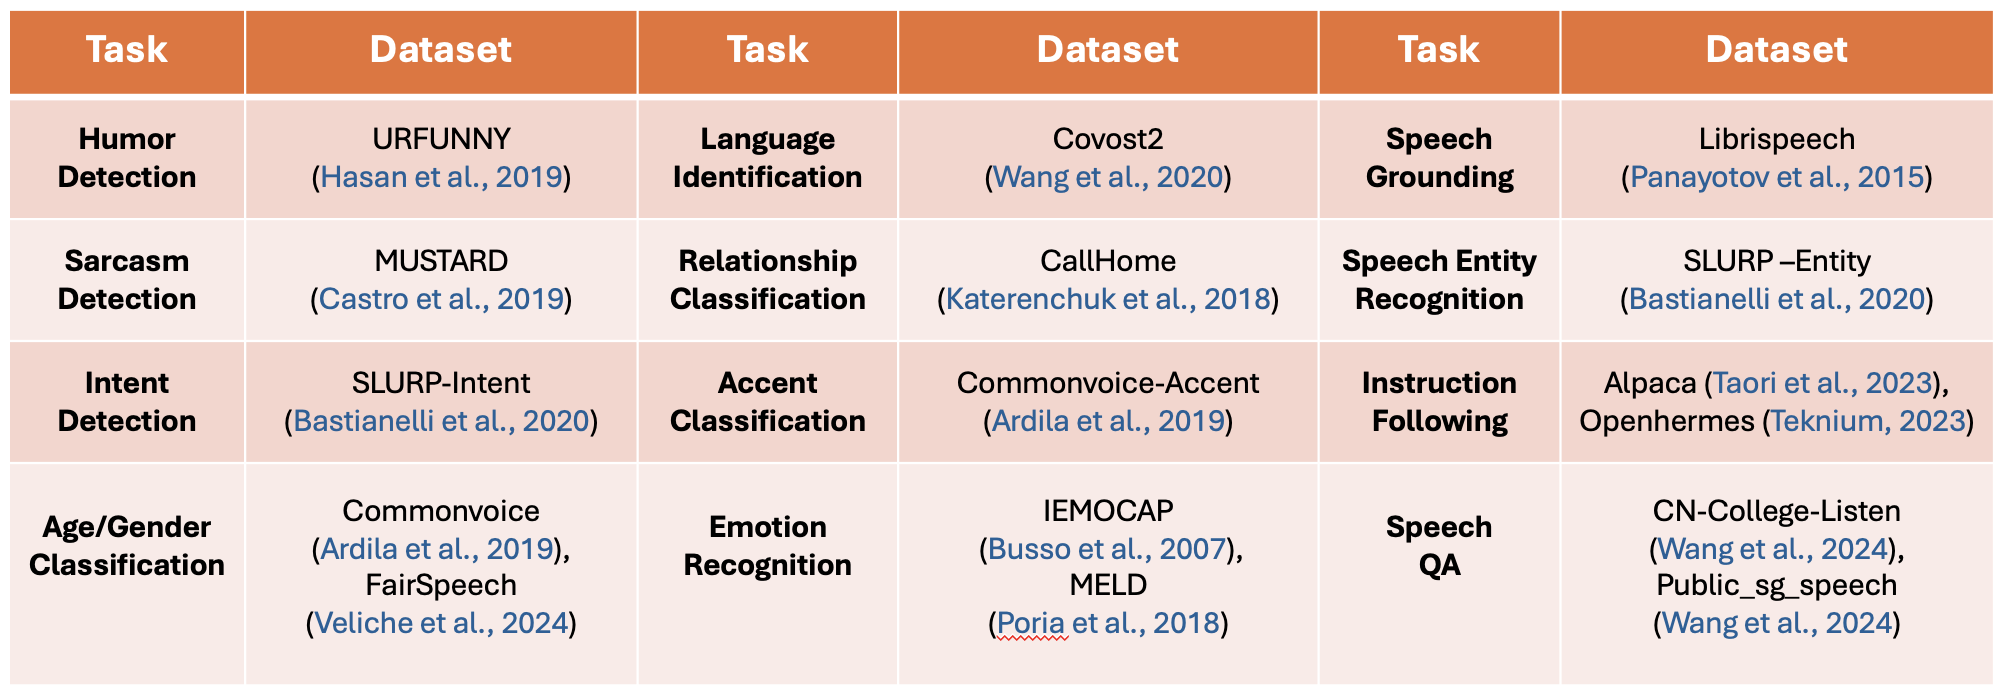 Task Dataset Task Dataset Task Dataset
Humor
Detection
URFUNNY
(Hasan et al., 2019)
Language
Identification
Covost2
(Wang et al., 2020)
Speech
Grounding
Librispeech
(Panayotov et al., 2015)
Sarcasm
Detection
MUSTARD
(Castro et al., 2019)
Relationship
Classification
CallHome
(Katerenchuk et al., 2018)
Speech Entity
Recognition
SLURP –Entity
(Bastianelli et al., 2020)
Intent
Detection
SLURP-Intent
(Bastianelli et al., 2020)
Accent
Classification
Commonvoice-Accent
(Ardila et al., 2019)
Instruction
Following
Alpaca (Taori et al., 2023),
Openhermes (Teknium, 2023)
Age/Gender
Classification
Commonvoice
(Ardila et al., 2019),
FairSpeech
(Veliche et al., 2024)
Emotion
Recognition
IEMOCAP
(Busso et al., 2007),
MELD
(Poria et al., 2018)
Speech
QA
CN-College-Listen
(Wang et al., 2024),
Public_sg_speech
(Wang et al., 2024)